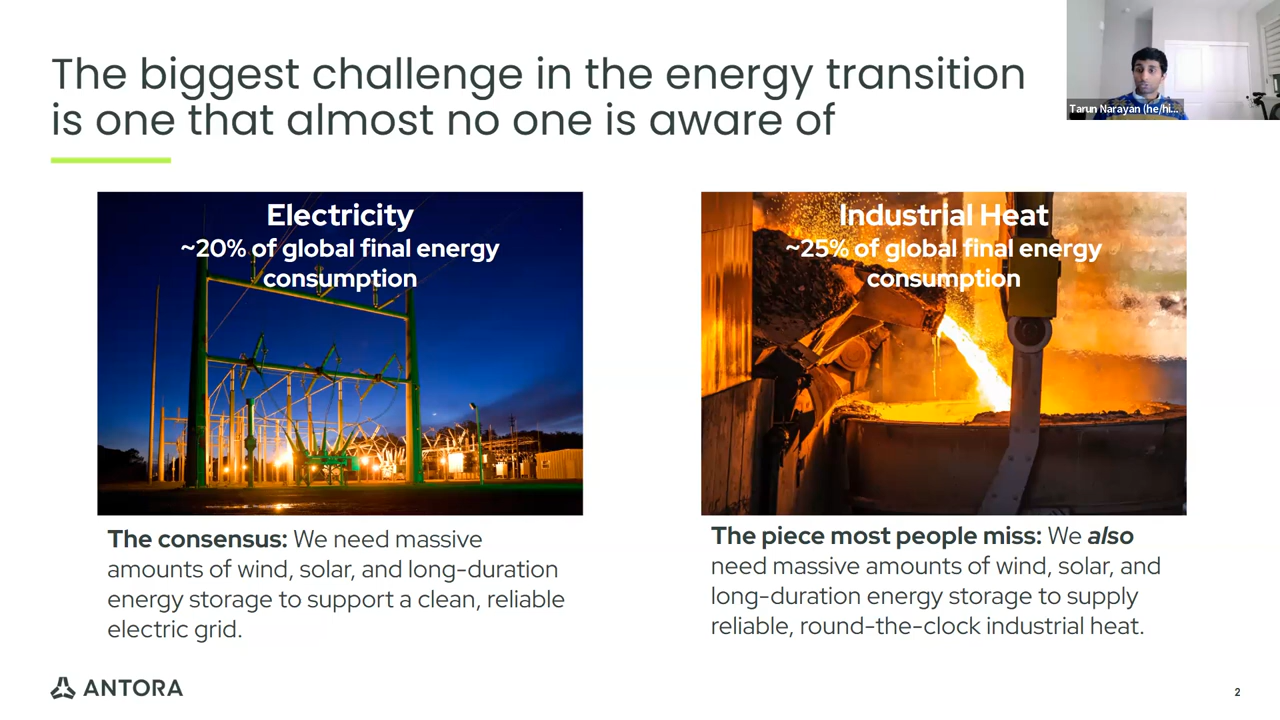 The biggest challenge in the energy transition
is one that almost no one is aware of
Tarun Narayan (he/hi...
Electricity
~20% of global final energy
consumption
Industrial Heat
~25% of global final energy
consumption
The consensus: We need massive
amounts of wind, solar, and long-duration
energy storage to support a clean, reliable
electric grid.
The piece most people miss: We also
need massive amounts of wind, solar, and
long-duration energy storage to supply
reliable, round-the-clock industrial heat.
ANTORA
2